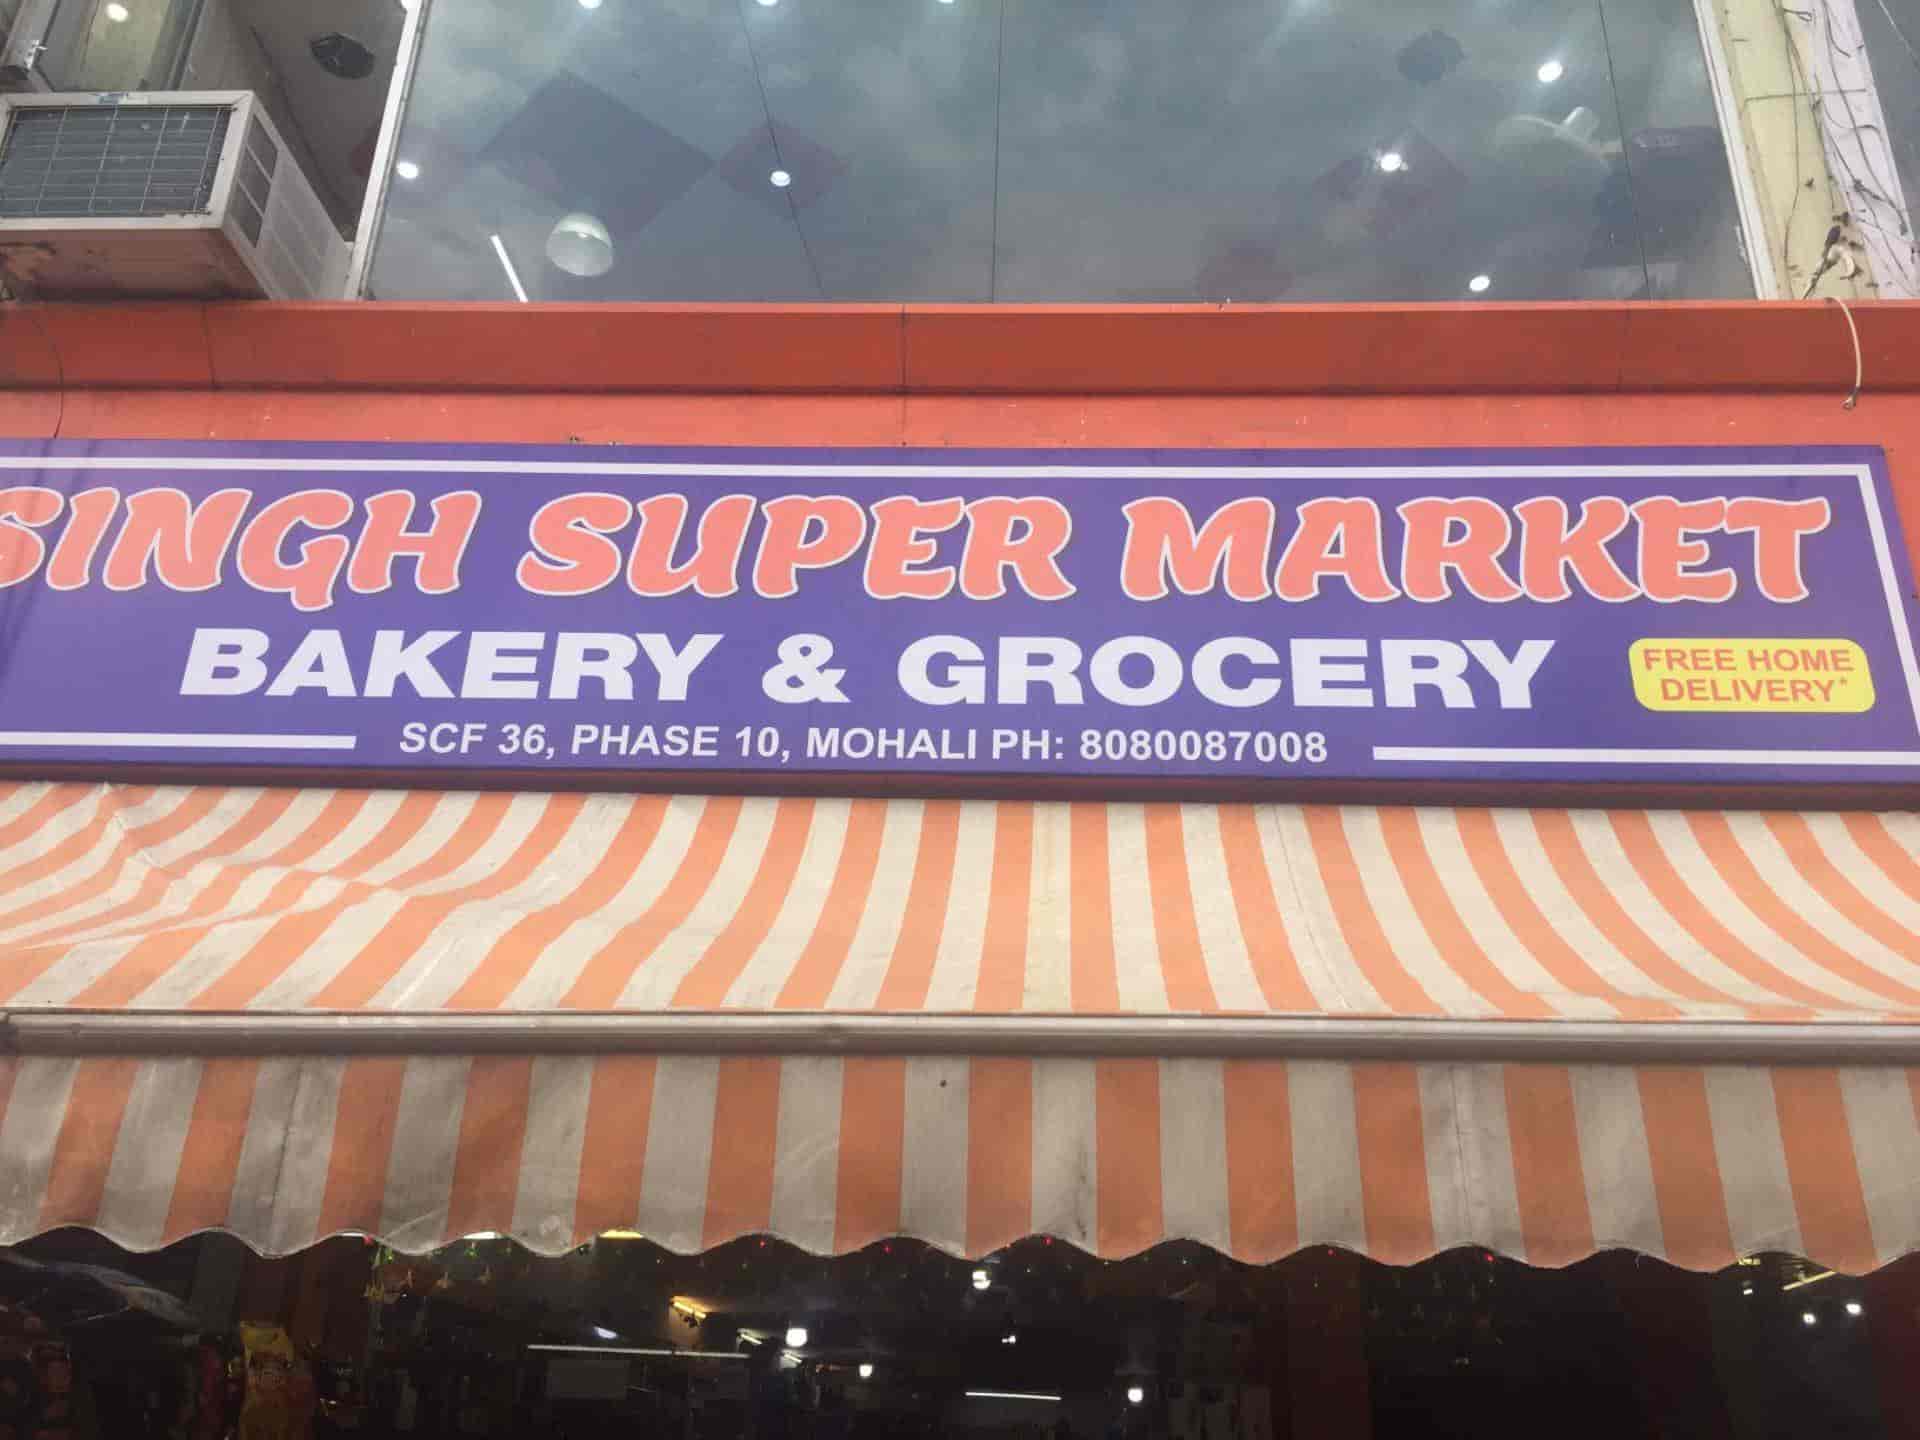 SINGH SUPER MARKET
BAKERY & GROCERY
FREE HOME
DELIVERY*
SCF 36, PHASE 10, MOHALI PH: 8080087008